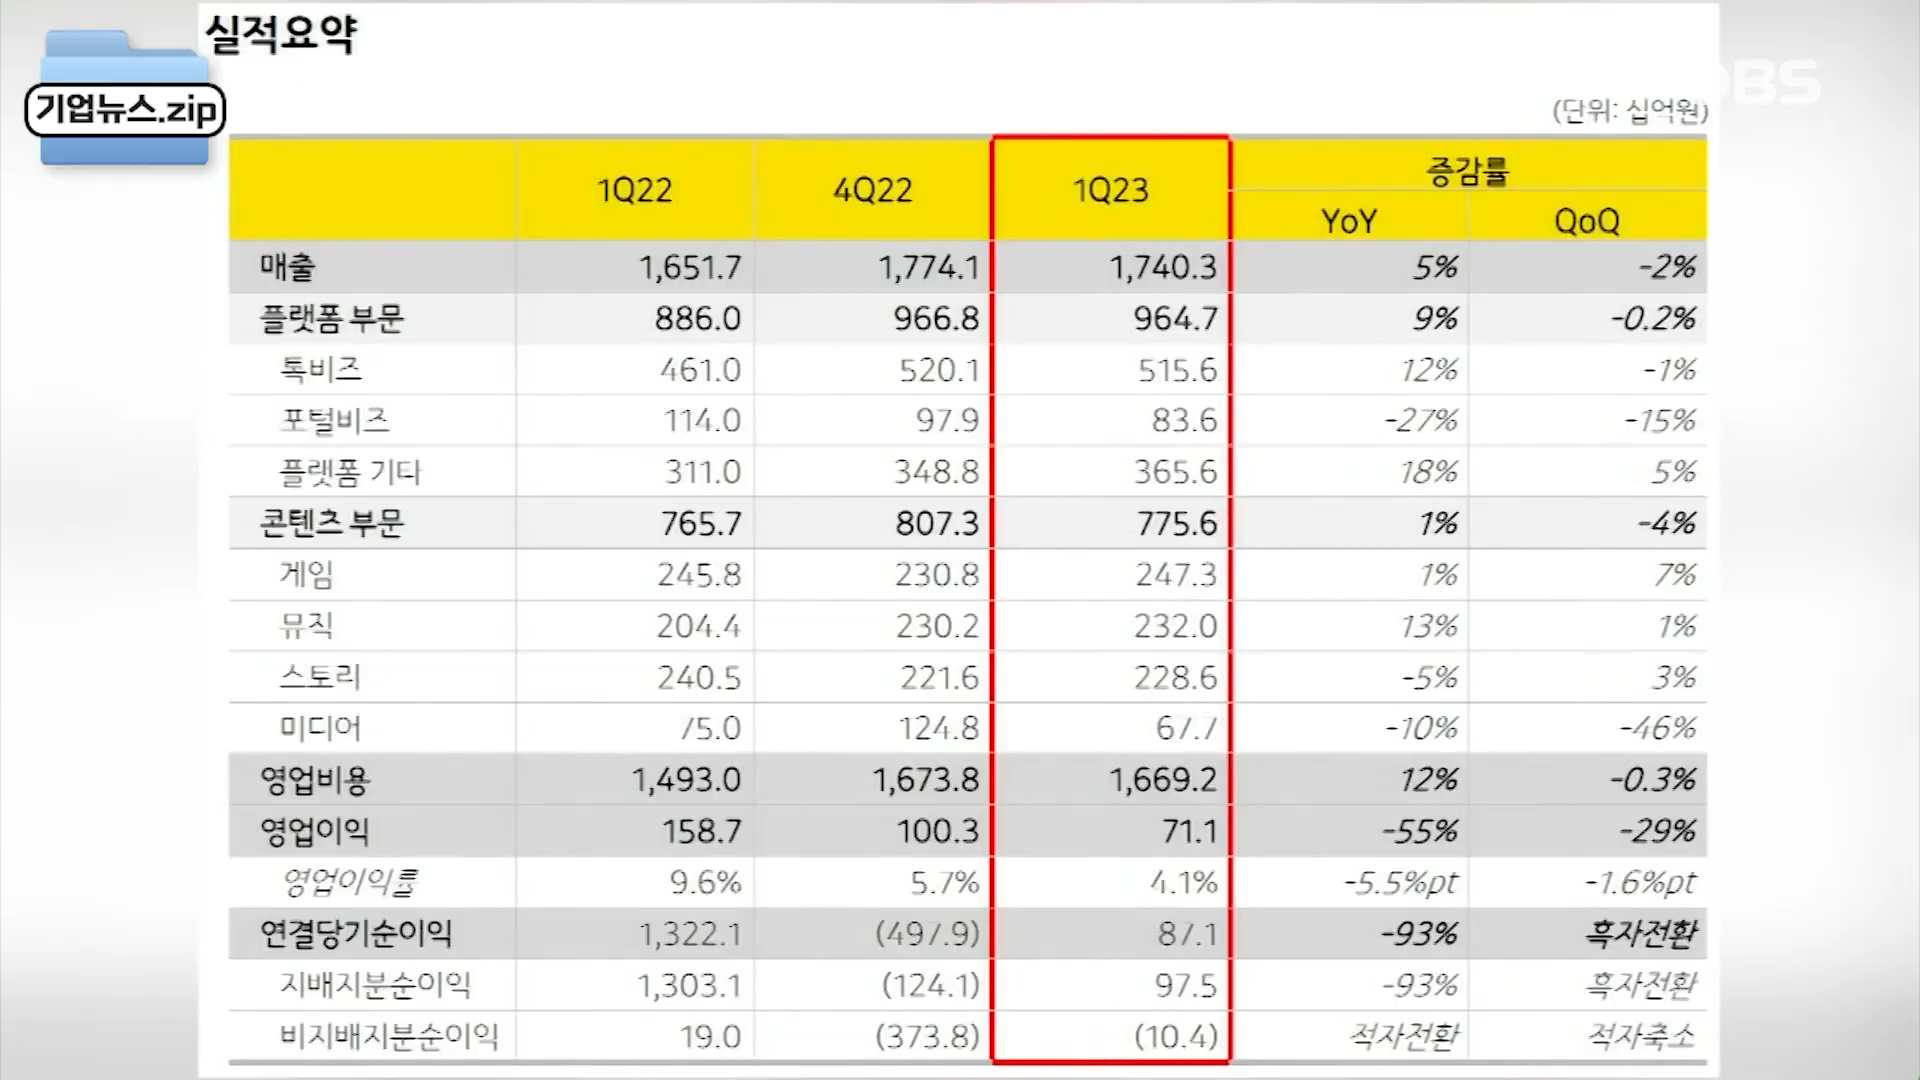 실적요약
기업뉴스.zip
OBS
(단위: 십억원)
1Q22 4Q22 1Q23 증감률
YoY QoQ
매출 1,651.7 1,774.1 1,740.3 5% -2%
플랫폼 부문 886.0 966.8 964.7 9% -0.2%
톡비즈 461.0 520.1 515.6 12% -1%
포털비즈 114.0 97.9 83.6 -27% -15%
플랫폼 기타 311.0 348.8 365.6 18% 5%
콘텐츠 부문 765.7 807.3 775.6 1% -4%
게임 245.8 230.8 247.3 1% 7%
뮤직 204.4 230.2 232.0 13% 1%
스토리 240.5 221.6 228.6 -5% 3%
미디어 75.0 124.8 67.7 -10% -46%
영업비용 1,493.0 1,673.8 1,669.2 12% -0.3%
영업이익 158.7 100.3 71.1 -55% -29%
영업이익률 9.6% 5.7% 4.1% -5.5%pt -1.6%pt
연결당기순이익 1,322.1 (497.9) 87.1 -93% 흑자전환
지배지분순이익 1,303.1 (124.1) 97.5 -93% 흑자전환
비지배지분순이익 19.0 (373.8) (10.4) 적자전환 적자축소